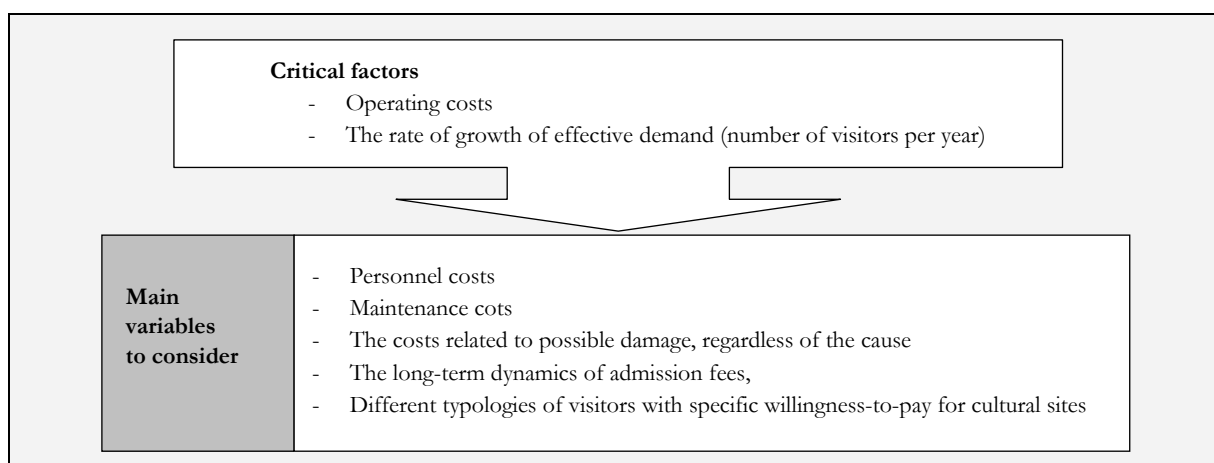 Critical factors
- Operating costs
- The rate of growth of effective demand (number of visitors per year)
Main
variables
to consider
- Personnel costs
- Maintenance cots
- The costs related to possible damage, regardless of the cause
- The long-term dynamics of admission fees,
- Different typologies of visitors with specific willingness-to-pay for cultural sites